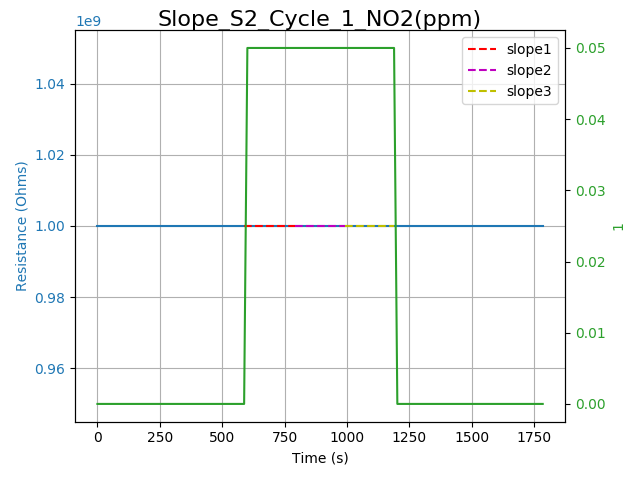 Slope_S2_Cycle_1_NO2(ppm)
1e9
slope1
slope2
slope3
1.04
1.02
1.00
0.98
0.96
Resistance (Ohms)
0.05
0.04
0.03
0.02
0.01
0.00
1
0 250 500 750 1000 1250 1500 1750
Time (s)